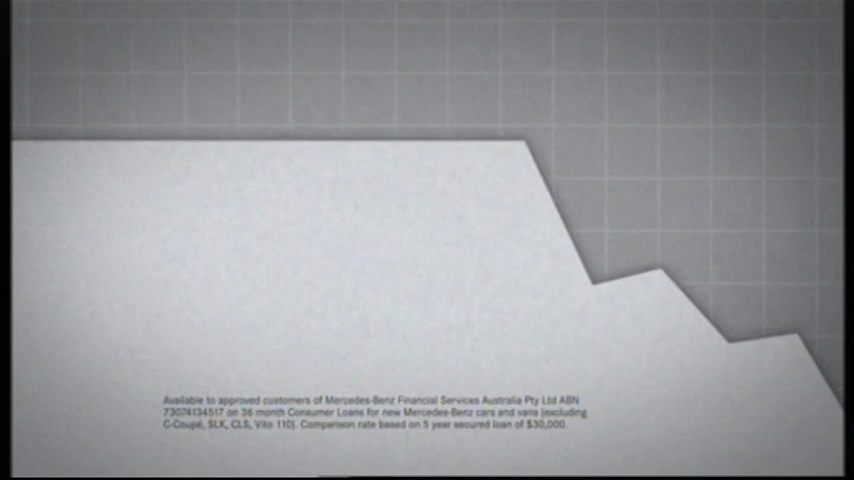 Available to approved customers of Mercedes-Benz Financial Services Australia Pty Ltd ABN
73074134517 on 36 month Consumer Loans for new Mercedes-Benz cars and vans (excluding
C-Coupé, SLK, CLS, Vito 110). Comparison rate based on 5 year secured loan of $30,000.